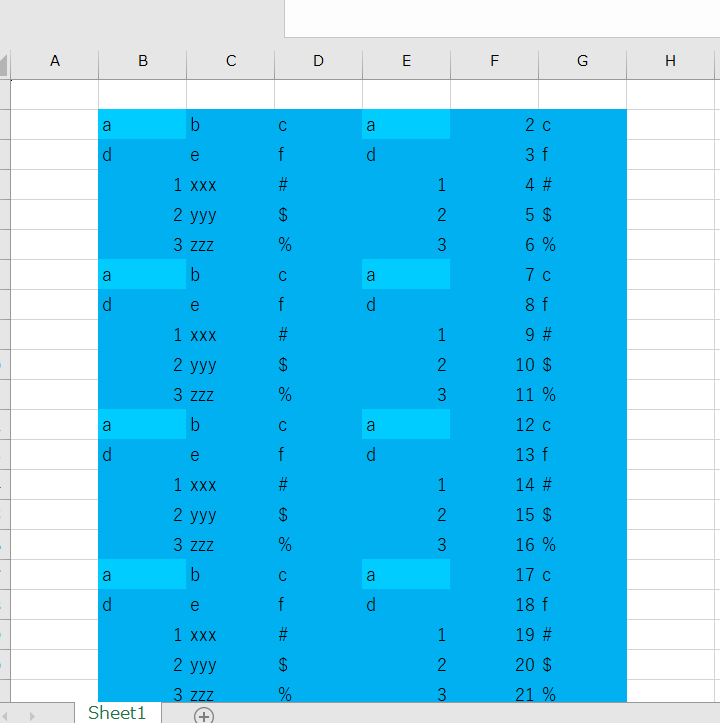 A B C D E F G H
a b c a 2 c
d e f d 3 f
1 xxx # 1 4 #
2 yyy $ 2 5 $
3 zzz % 3 6 %
a b c a 7 c
d e f d 8 f
1 xxx # 1 9 #
2 yyy $ 2 10 $
3 zzz % 3 11 %
a b c a 12 c
d e f d 13 f
1 xxx # 1 14 #
2 yyy $ 2 15 $
3 zzz % 3 16 %
a b c a 17 c
d e f d 18 f
1 xxx # 1 19 #
2 yyy $ 2 20 $
3 zzz % 3 21 %
Sheet1